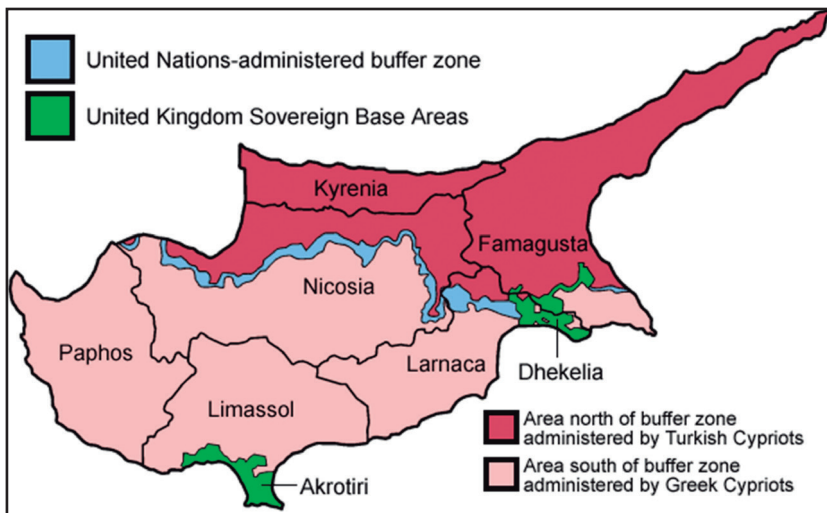 United Nations-administered buffer zone
United Kingdom Sovereign Base Areas
Kyrenia
Famagusta
Nicosia
Paphos
Larnaca
Dhekelia
Limassol
Akrotiri
Area north of buffer zone
administered by Turkish Cypriots
Area south of buffer zone
administered by Greek Cypriots